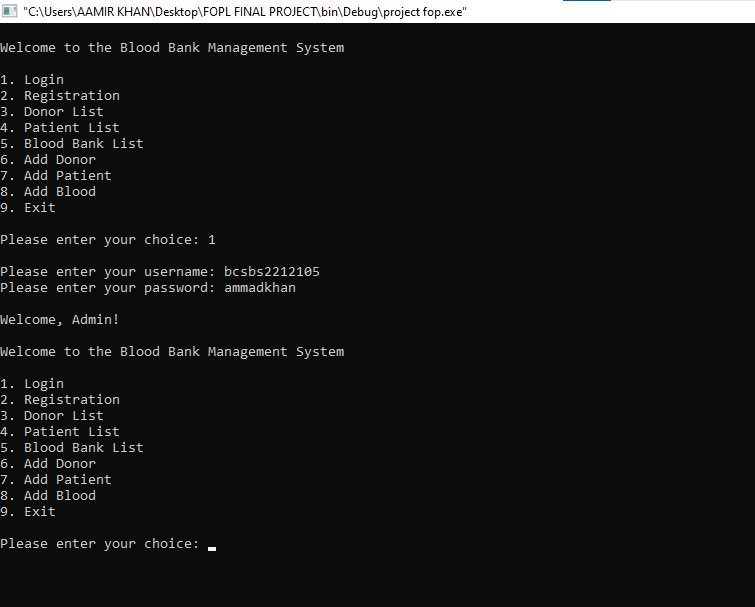 "C:\Users\AAMIR KHAN\Desktop\FOPL FINAL PROJECT\bin\Debug\project fop.exe"
Welcome to the Blood Bank Management System
1. Login
2. Registration
3. Donor List
4. Patient List
5. Blood Bank List
6. Add Donor
7. Add Patient
8. Add Blood
9. Exit
Please enter your choice: 1
Please enter your username: bcsbs2212105
Please enter your password: ammadkhan
Welcome, Admin!
Welcome to the Blood Bank Management System
1. Login
2. Registration
3. Donor List
4. Patient List
5. Blood Bank List
6. Add Donor
7. Add Patient
8. Add Blood
9. Exit
Please enter your choice: